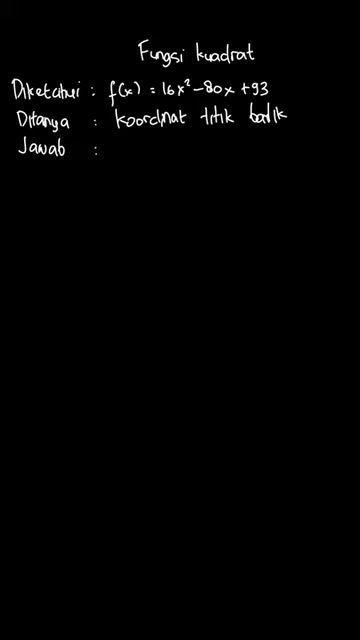 Fungsi kuadrat
Diketahui : f(x) = 16x² - 80x + 93
Ditanya : koordinat titik balik
Jawab :